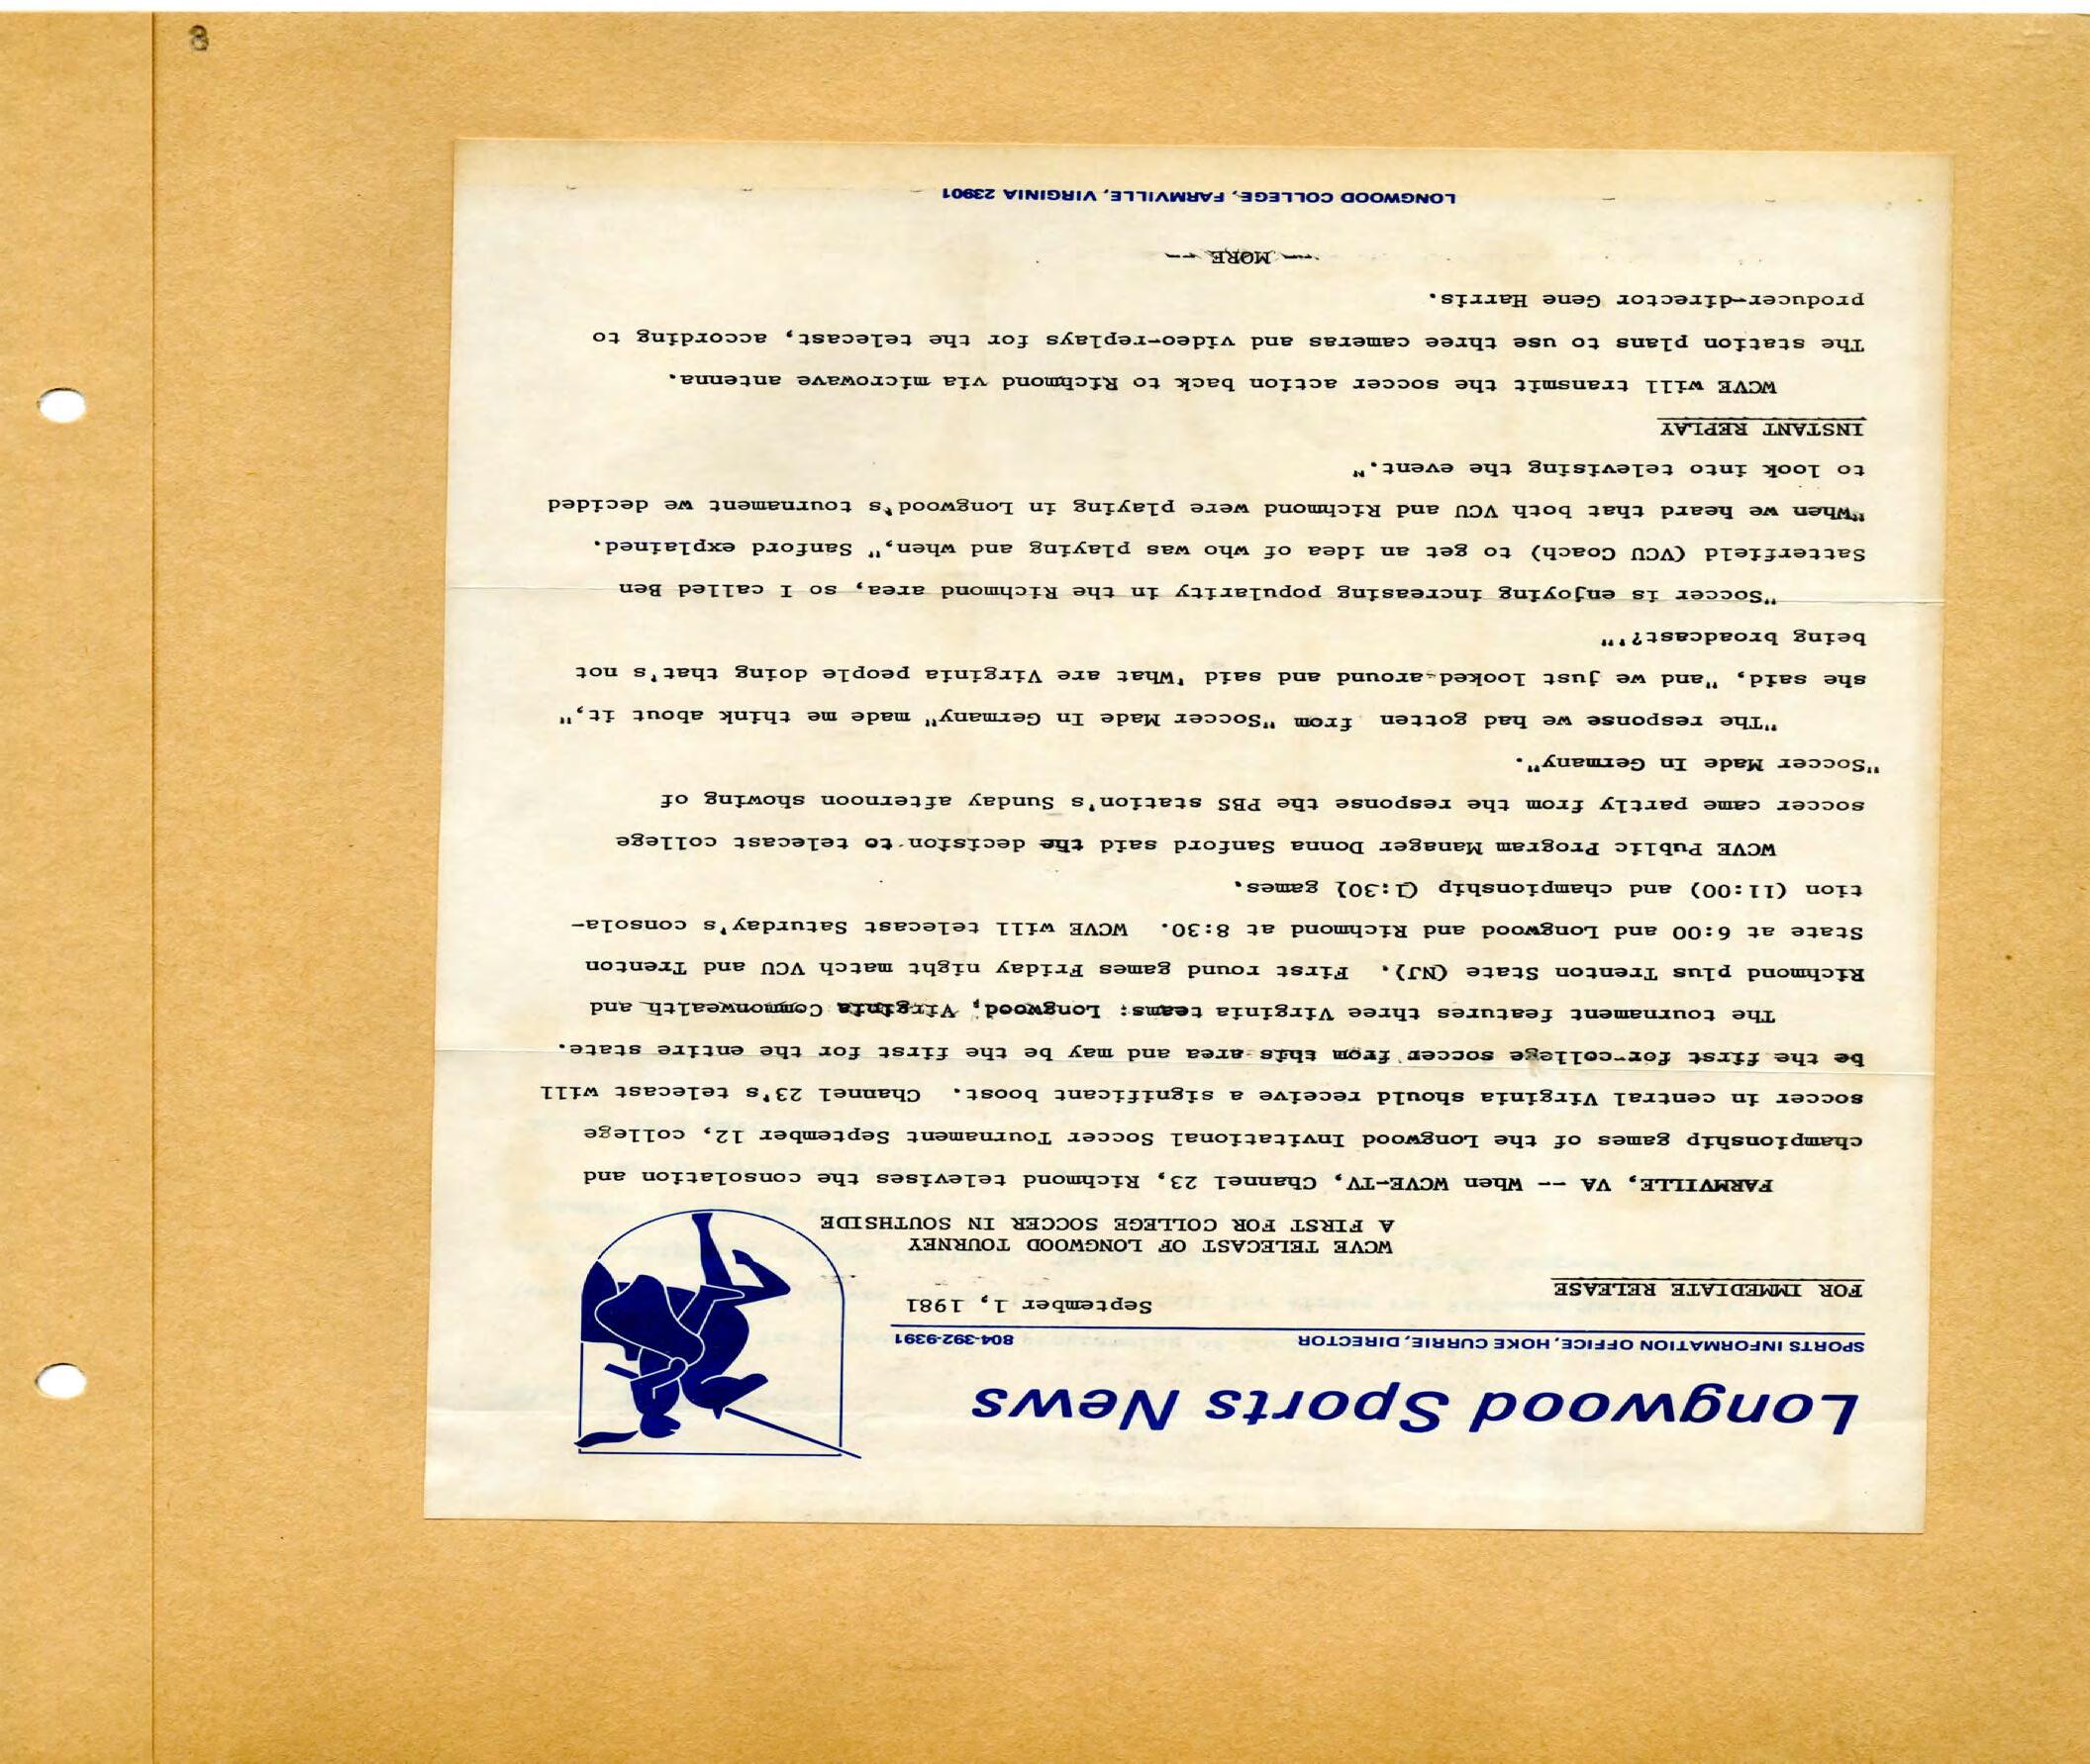 Longwood Sports News
SPORTS INFORMATION OFFICE, HOKE CURRIE, DIRECTOR 804-392-9391
September 1, 1981
FOR IMMEDIATE RELEASE
WCVE TELECAST OF LONGWOOD TOURNEY
A FIRST FOR COLLEGE SOCCER IN SOUTHSIDE
FARMVILLE, VA -- When WCVE-TV, Channel 23, Richmond televises the consolation and
championship games of the Longwood Invitational Soccer Tournament September 12, college
soccer in central Virginia should receive a significant boost. Channel 23's telecast will
be the first for college soccer from this area and may be the first for the entire state.
The tournament features three Virginia teams: Longwood, Virginia Commonwealth and
Richmond plus Trenton State (NJ). First round games Friday night match VCU and Trenton
State at 6:00 and Longwood and Richmond at 8:30. WCVE will telecast Saturday's consola-
tion (11:00) and championship (1:30) games.
WCVE Public Program Manager Donna Sanford said the decision to telecast college
soccer came partly from the response the PBS station's Sunday afternoon showing of
"Soccer Made In Germany".
"The response we had gotten from "Soccer Made In Germany" made me think about it,"
she said, "and we just looked around and said 'What are Virginia people doing that's not
being broadcast?'"
"Soccer is enjoying increasing popularity in the Richmond area, so I called Ben
Satterfield (VCU Coach) to get an idea of who was playing and when," Sanford explained.
"When we heard that both VCU and Richmond were playing in Longwood's tournament we decided
to look into televising the event."
INSTANT REPLAY
WCVE will transmit the soccer action back to Richmond via microwave antenna.
The station plans to use three cameras and video-replays for the telecast, according to
producer-director Gene Harris.
-- MORE --
LONGWOOD COLLEGE, FARMVILLE, VIRGINIA 23901
8